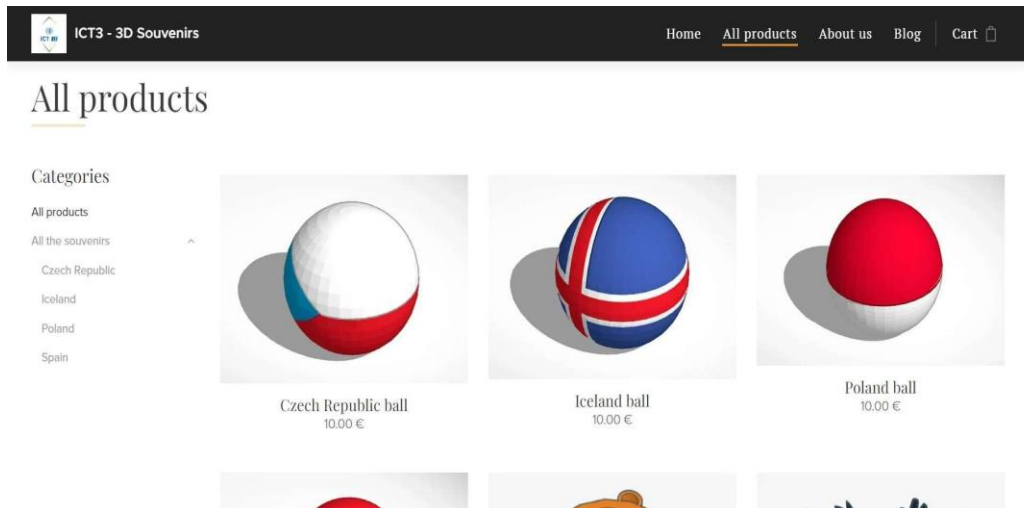 ICT3 - 3D Souvenirs
Home All products About us Blog Cart
All products
Categories
All products
All the souvenirs
Czech Republic
Iceland
Poland
Spain
Czech Republic ball
10.00 €
Iceland ball
10.00 €
Poland ball
10.00 €